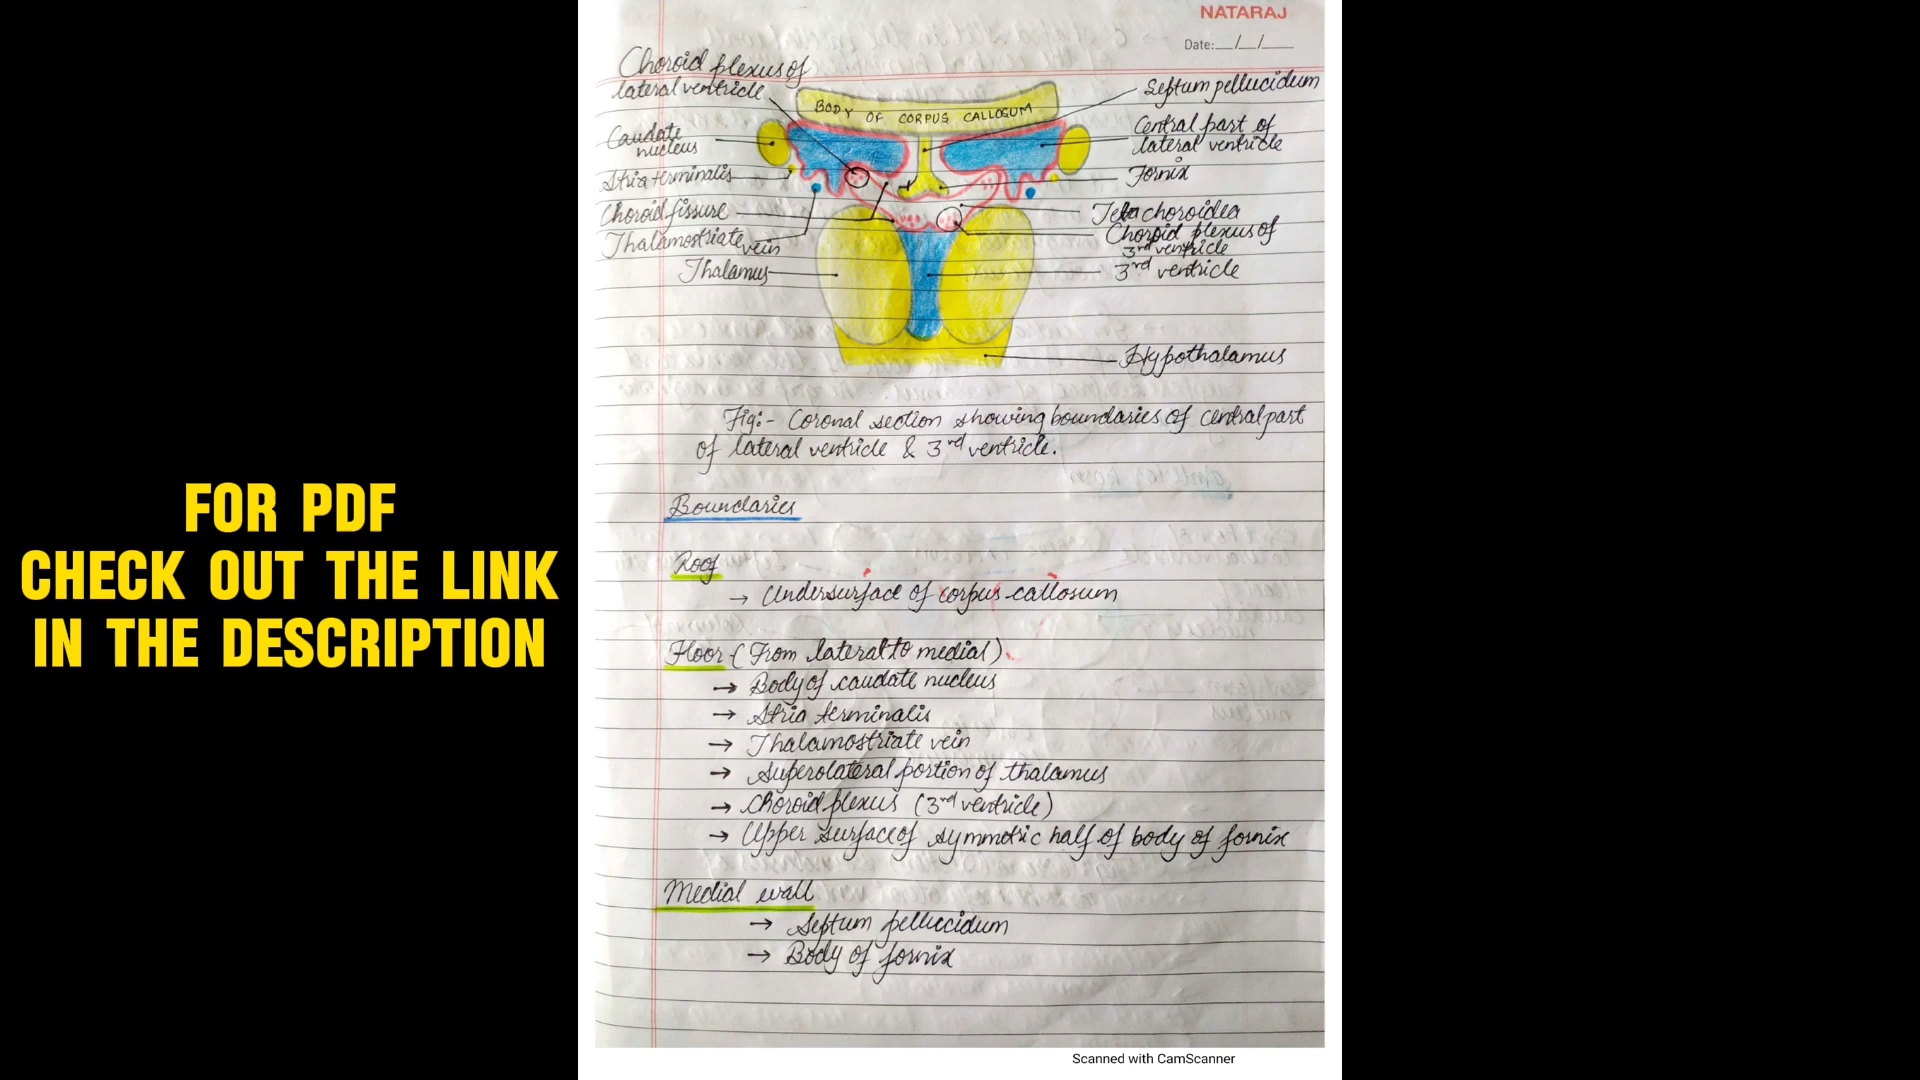 FOR PDF
CHECK OUT THE LINK
IN THE DESCRIPTION
NATARAJ
Date:__/__/____
Choroid plexus of
lateral ventricle
Caudate
nucleus
Stria terminalis
Choroid fissure
Thalamostriate
vein
Thalamus
BODY OF CORPUS CALLOSUM
Septum pellucidum
Central part of
lateral ventricle
Fornix
Tela choroidea
Choroid plexus of
3rd ventricle
3rd ventricle
Hypothalamus
Fig:- Coronal section showing boundaries of central part
of lateral ventricle & 3rd ventricle.
Boundaries
Roof
→ Undersurface of corpus callosum
Floor - (From lateral to medial)
→ Body of caudate nucleus
→ Stria terminalis
→ Thalamostriate vein
→ Superolateral portion of thalamus
→ Choroid plexus (3rd ventricle)
→ Upper surface of symmetric half of body of fornix
Medial wall
→ Septum pelluccidum
→ Body of fornix
Scanned with CamScanner